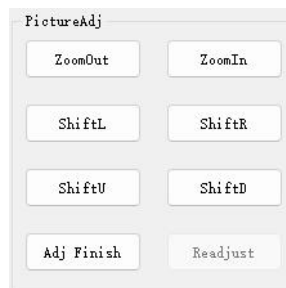 PictureAdj
ZoomOut ZoomIn
ShiftL ShiftR
ShiftU ShiftD
Adj Finish Readjust